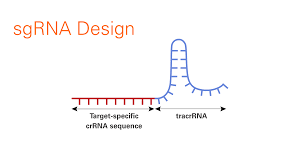 sgRNA Design
Target-specific
crRNA sequence
tracrRNA